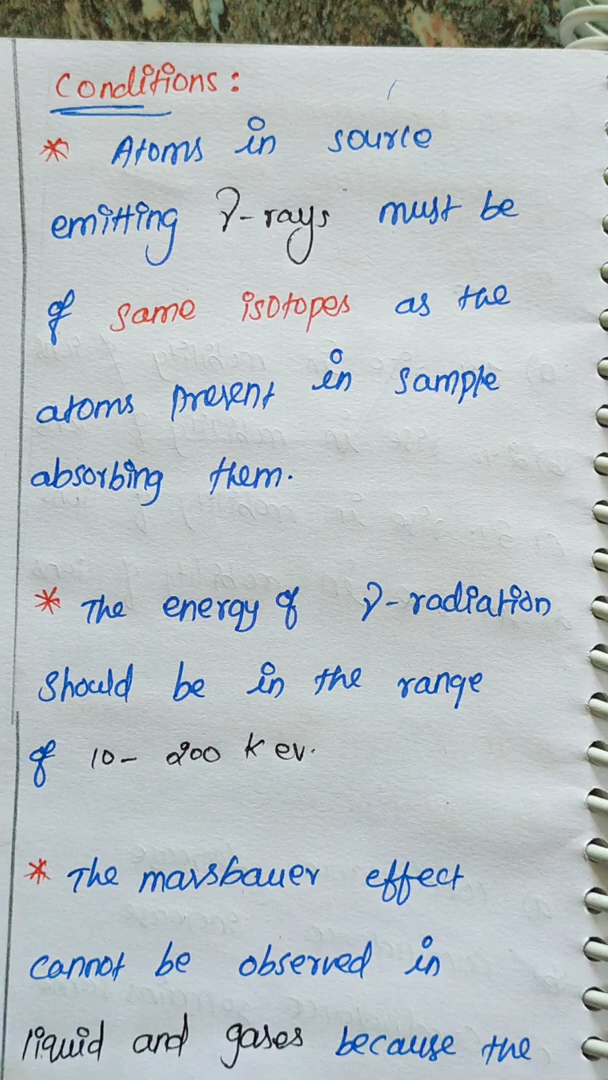 Conditions:
* Atoms in source
emitting γ-rays must be
of same isotopes as the
atoms present in sample
absorbing them.
* The energy of γ-radiation
should be in the range
of 10- 200 kev.
* The massbauer effect
cannot be observed in
liquid and gases because the